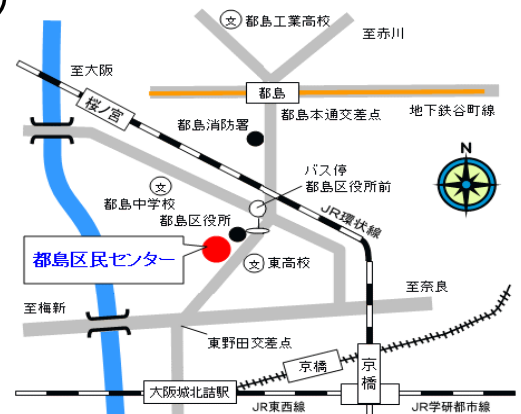 文 都島工業高校
至赤川
至大阪
都島
桜ノ宮
都島本通交差点
地下鉄谷町線
都島消防署
N
バス停
都島区役所前
文
都島中学校
都島区役所
JR環状線
都島区民センター
文 東高校
至奈良
至梅新
東野田交差点
京橋
京橋
大阪城北詰駅
JR東西線
JR学研都市線